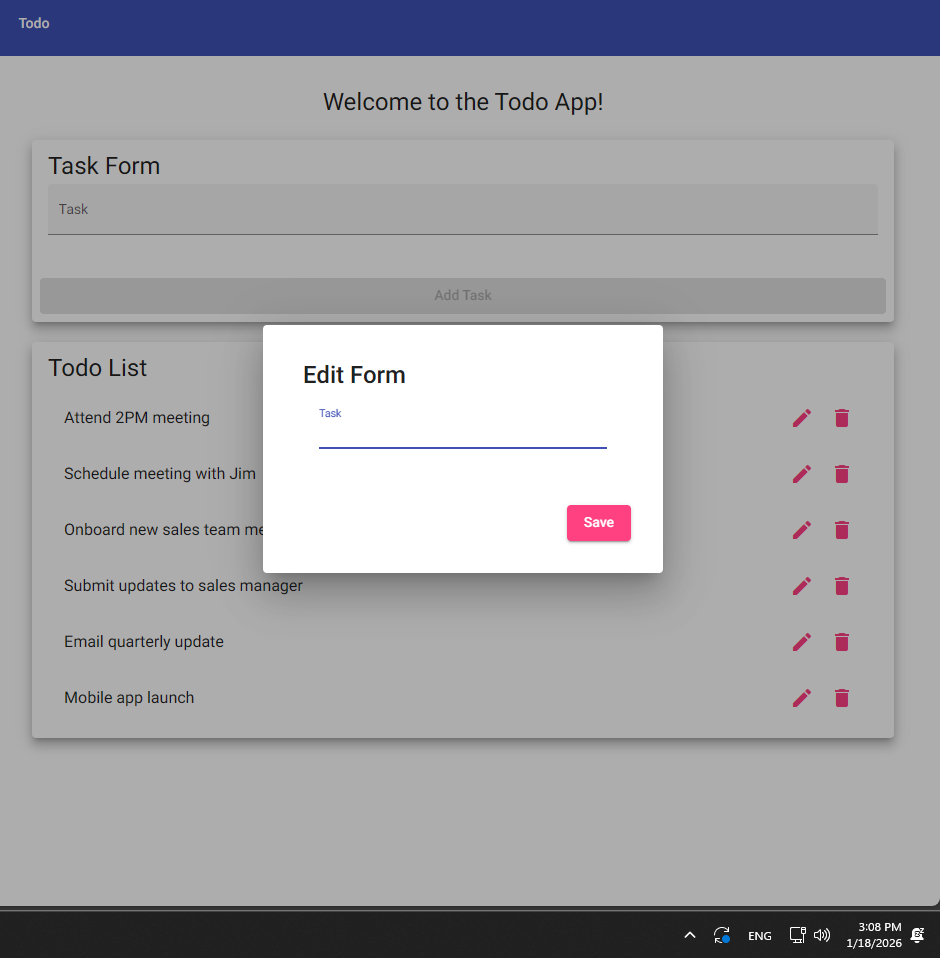 Todo
Welcome to the Todo App!
Task Form
Task
Add Task
Todo List
Attend 2PM meeting
Schedule meeting with Jim
Onboard new sales team me
Submit updates to sales manager
Email quarterly update
Mobile app launch
Edit Form
Task
Save
ENG
3:08 PM
1/18/2026